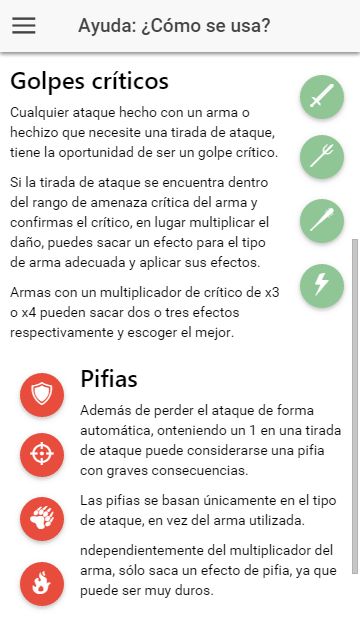 Ayuda: ¿Cómo se usa?
Golpes críticos
Cualquier ataque hecho con un arma o
hechizo que necesite una tirada de ataque,
tiene la oportunidad de ser un golpe crítico.
Si la tirada de ataque se encuentra dentro
del rango de amenaza crítica del arma y
confirmas el crítico, en lugar multiplicar el
daño, puedes sacar un efecto para el tipo
de arma adecuada y aplicar sus efectos.
Armas con un multiplicador de crítico de x3
o x4 pueden sacar dos o tres efectos
respectivamente y escoger el mejor.
Pifias
Además de perder el ataque de forma
automática, onteniendo un 1 en una tirada
de ataque puede considerarse una pifia
con graves consecuencias.
Las pifias se basan únicamente en el tipo
de ataque, en vez del arma utilizada.
ndependientemente del multiplicador del
arma, sólo saca un efecto de pifia, ya que
puede ser muy duros.